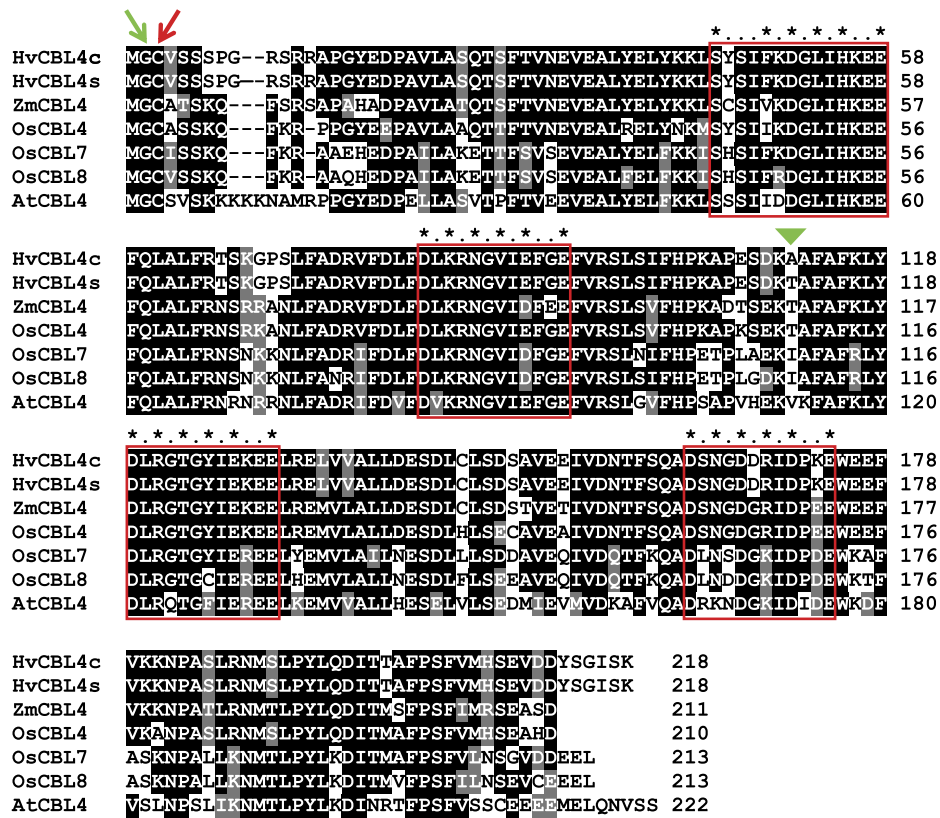 *...*.*.*.*..*
HvCBL4c MGCVSSSPG--RSRRAPGYEDPAVLASQTSFTVNEVEALYELYKKLSYSIFKDGLIHKEE 58
HvCBL4s MGCVSSSPG--RSRRAPGYEDPAVLASQTSFTVNEVEALYELYKKLSYSIFKDGLIHKEE 58
ZmCBL4 MGCATSKQ---FSRSAPAHADPAVLATQTSFTVNEVEALYELYKKLSCSIVKDGLIHKEE 57
OsCBL4 MGCASSKQ---FKR-PPGYEEPAVLAAQTTFTVNEVEALRELYNKMSYSIIKDGLIHKEE 56
OsCBL7 MGCISSKQ---FKR-AAEHEDPAILAKETTFSVSEVEALYELFKKISHSIFKDGLIHKEE 56
OsCBL8 MGCVSSKQ---FKR-AAQHEDPAILAKETTFSVSEVEALFELFKKISHSIFRDGLIHKEE 56
AtCBL4 MGCSVSKKKKKNAMRPPGYEDPELLASVTPFTVNEVEALYELFKKLSSSIIDDGLIHKEE 60
*.*.*.*.*..*
HvCBL4c FQLALFRTSKGPSLFADRVFDLFDLKRNGVIEFGEFVRSLSIFHPKAPESDKAAFAFKLY 118
HvCBL4s FQLALFRTSKGPSLFADRVFDLFDLKRNGVIEFGEFVRSLSIFHPKAPESDKTAFAFKLY 118
ZmCBL4 FQLALFRNSRRANLFADRVFDLFDLKRNGVIDFEEFVRSLSVFHPKADTSEKTAFAFKLY 117
OsCBL4 FQLALFRNSKKANLFADRVFDLFDLKRNGVIEFGEFVRSLSVFHPKAPKSEKTAFAFKLY 116
OsCBL7 FQLALFRNSNKKNLFADRIFDLFDLKRNGVIDFGEFVRSLNIFHPETPLAEKIAFAFRLY 116
OsCBL8 FQLALFRNSNKKNLFANRIFDLFDLKRNGVIDFGEFVRSLSIFHPETPLGDKIAFAFRLY 116
AtCBL4 FQLALFRNRNRRNLFADRIFDVFDVKRNGVIEFGEFVRSLGVFHPSAPVHEKVKFAFKLY 120
*.*.*.*.*..* *.*.*.*.*..*
HvCBL4c DLRGTGYIEKEELRELVVALLDESDLCLSDSAVEEIVDNTFSQADSNGDDRIDPKEWEEF 178
HvCBL4s DLRGTGYIEKEELRELVVALLDESDLCLSDSAVEEIVDNTFSQADSNGDDRIDPKEWEEF 178
ZmCBL4 DLRGTGYIEKEELREMVLALLDESDLCLSDSTVETIVDNTFSQADSNGDGRIDPEEWEEF 177
OsCBL4 DLRGTGYIEKEELREMVLALLDESDLHLSECAVEAIVDNTFSQADSNGDGRIDPEEWEEF 176
OsCBL7 DLRGTGYIEREELYEMVLAILNESDLLLSDDAVEQIVDQTFKQADLNSDGKIDPDEWKAF 176
OsCBL8 DLRGTGCIEREELHEMVLALLNESDLFLSEEAVEQIVDQTFKQADLNDDGKIDPDEWKTF 176
AtCBL4 DLRQTGFIEREELKEMVVALLHESELVLSEDMIEVMVDKAFVQADRKNDGKIDIDEWKDF 180
HvCBL4c VKKNPASLRNMSLPYLQDITTAFPSFVMHSEVDDYSGISK 218
HvCBL4s VKKNPASLRNMSLPYLQDITTAFPSFVMHSEVDDYSGISK 218
ZmCBL4 VKKNPATLRNMTLPYLQDITMSFPSFIMRSEASD 211
OsCBL4 VKANPASLRNMSLPYLQDITMAFPSFVMHSEAHD 210
OsCBL7 ASKNPALLKNMTLPYLKDITMAFPSFVLNSGVDDEEL 213
OsCBL8 ASKNPALLKNMTLPYLKDITMVFPSFILNSEVCEEEL 213
AtCBL4 VSLNPSLIKNMTLPYLKDINRTFPSFVSSCEEEEMELQNVSS 222